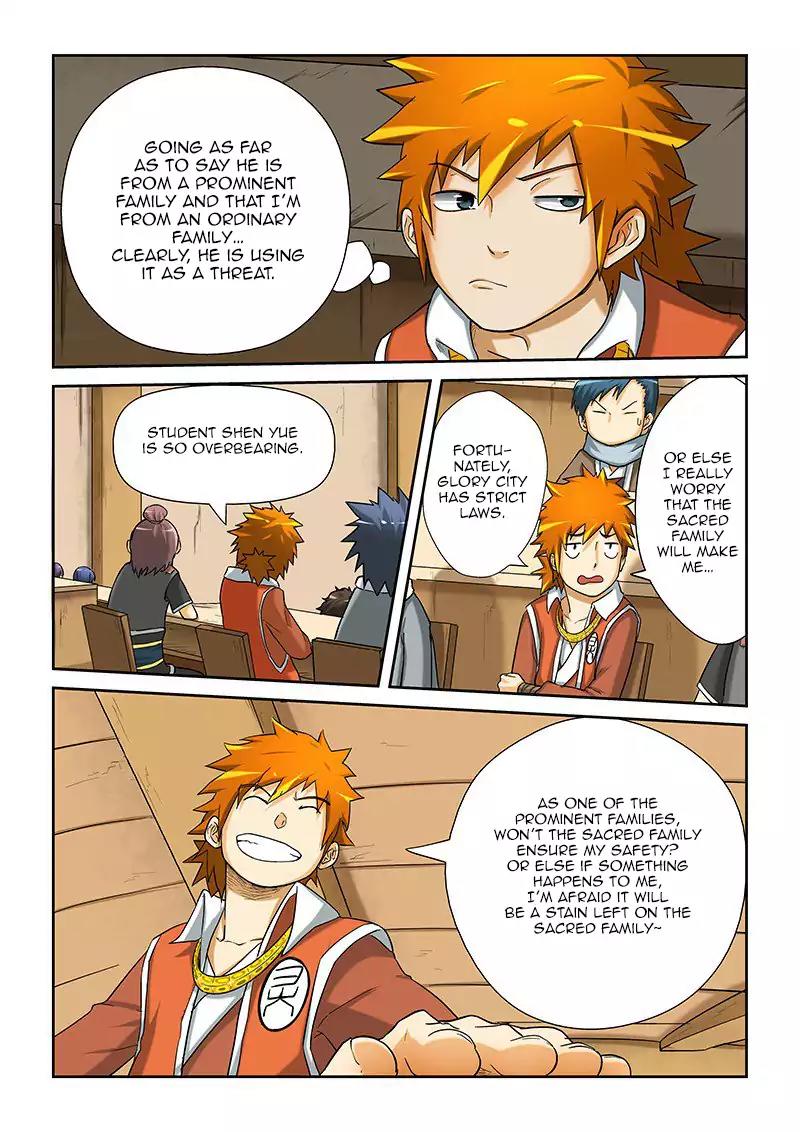 GOING AS FAR
AS TO SAY HE IS
FROM A PROMINENT
FAMILY AND THAT I'M
FROM AN ORDINARY
FAMILY...
CLEARLY, HE IS USING
IT AS A THREAT.
STUDENT SHEN YUE
IS SO OVERBEARING.
FORTU-
NATELY,
GLORY CITY
HAS STRICT
LAWS.
OR ELSE
I REALLY
WORRY
THAT THE
SACRED
FAMILY
WILL MAKE
ME...
AS ONE OF THE
PROMINENT FAMILIES,
WON'T THE SACRED FAMILY
ENSURE MY SAFETY?
OR ELSE IF SOMETHING
HAPPENS TO ME,
I'M AFRAID IT WILL
BE A STAIN LEFT ON THE
SACRED FAMILY~